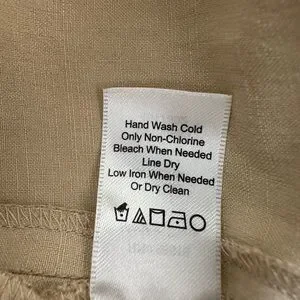 Hand Wash Cold
Only Non-Chlorine
Bleach When Needed
Line Dry
Low Iron When Needed
Or Dry Clean